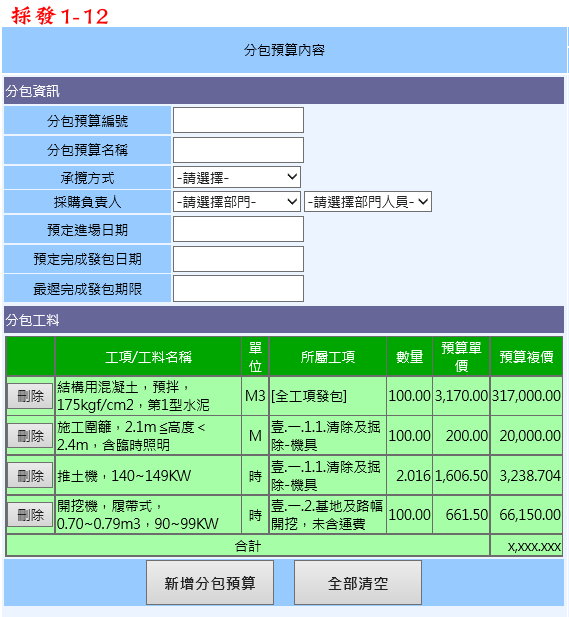 採發1-12
分包預算內容
分包資訊
分包預算編號
分包預算名稱
承攬方式 -請選擇-
採購負責人 -請選擇部門- -請選擇部門人員-
預定進場日期
預定完成發包日期
最遲完成發包期限
分包工料
工項/工料名稱 單位 所屬工項 數量 預算單價 預算複價
刪除 結構用混凝土，預拌，175kgf/cm2，第1型水泥 M3 [全工項發包] 100.00 3,170.00 317,000.00
刪除 施工圍籬，2.1m≦高度＜2.4m，含臨時照明 M 壹.一.1.1.清除及掘除-機具 100.00 200.00 20,000.00
刪除 推土機，140~149KW 時 壹.一.1.1.清除及掘除-機具 2.016 1,606.50 3,238.704
刪除 開挖機，履帶式，0.70~0.79m3，90~99KW 時 壹.一.2.基地及路幅開挖，未含運費 100.00 661.50 66,150.00
合計 x,xxx.xxx
新增分包預算 全部清空